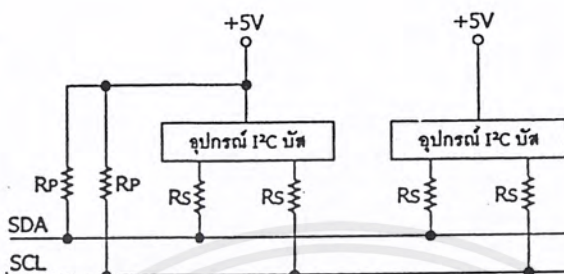 +5V +5V
อุปกรณ์ I²C บัส อุปกรณ์ I²C บัส
RP RP RS RS RS RS
SDA
SCL